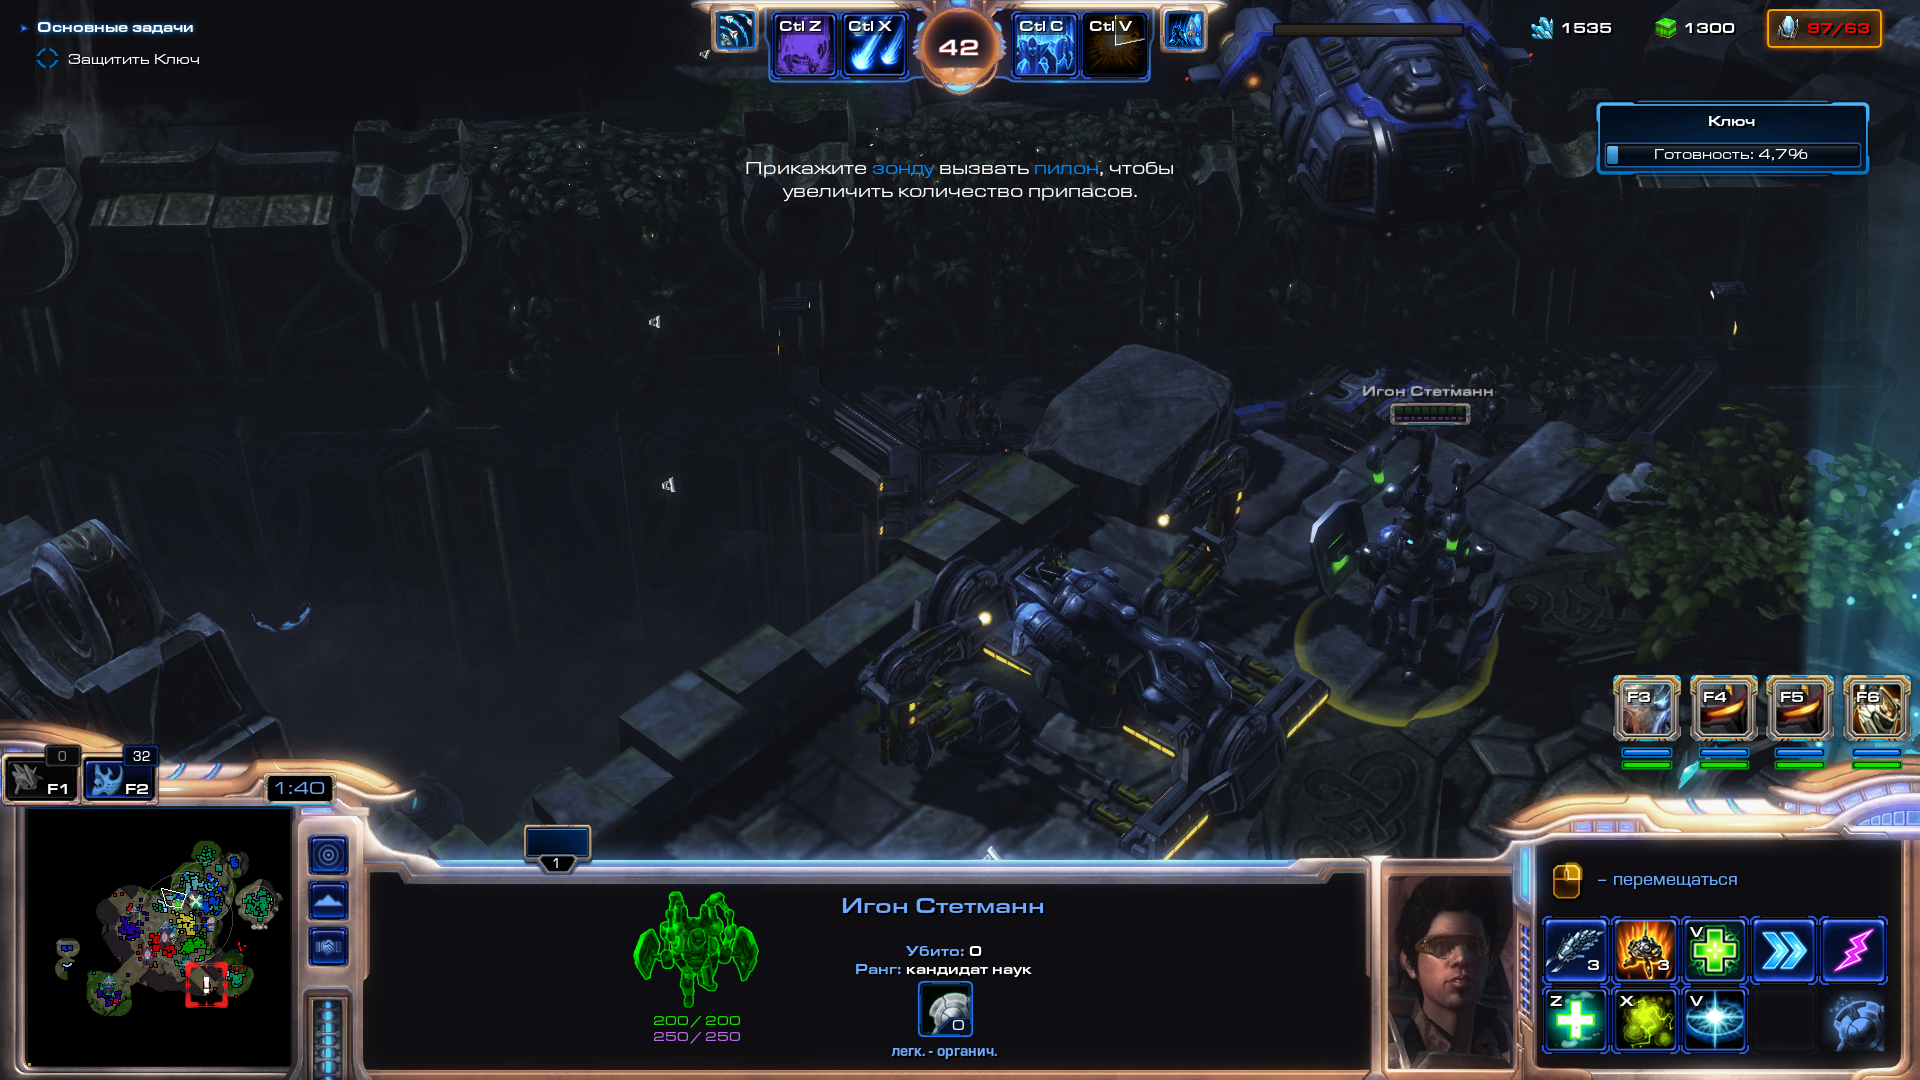 Основные задачи
Защитить Ключ
Ctl Z
Ctl X
42
Ctl C
Ctl V
1535
1300
97/63
Ключ
Готовность: 4,7%
Прикажите зонду вызвать пилон, чтобы
увеличить количество припасов.
Игон Стетманн
F3
F4
F5
F6
0
F1
32
F2
1:40
1
Игон Стетманн
Убито: 0
Ранг: кандидат наук
0
легк. - органич.
200/200
250/250
– перемещаться
3
3
V
Z
X
V